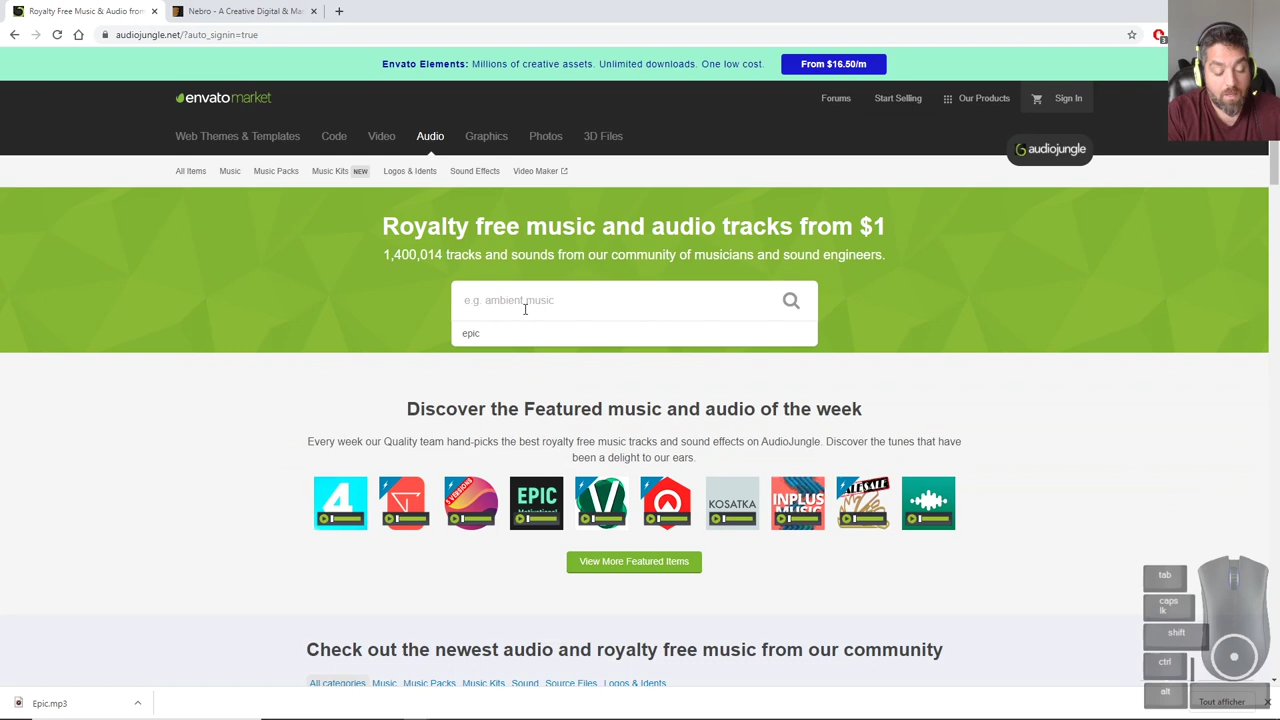 Royalty Free Music & Audio from
Nebro - A Creative Digital & Ma
audiojungle.net/?auto_signin=true
Envato Elements: Millions of creative assets. Unlimited downloads. One low cost.
From $16.50/m
envatomarket
Forums
Start Selling
Our Products
Sign In
Web Themes & Templates
Code
Video
Audio
Graphics
Photos
3D Files
audiojungle
All Items
Music
Music Packs
Music Kits NEW
Logos & Idents
Sound Effects
Video Maker
Royalty free music and audio tracks from $1
1,400,014 tracks and sounds from our community of musicians and sound engineers.
e.g. ambient music
epic
Discover the Featured music and audio of the week
Every week our Quality team hand-picks the best royalty free music tracks and sound effects on AudioJungle. Discover the tunes that have
been a delight to our ears.
5 VERSIONS
EPIC
Motivational
KOSATKA
INPLUS
MUSIC
View More Featured Items
Check out the newest audio and royalty free music from our community
All categories
Music
Music Packs
Music Kits
Sound
Source Files
Logos & Idents
tab
caps
lk
shift
ctrl
alt
Epic.mp3
Tout afficher